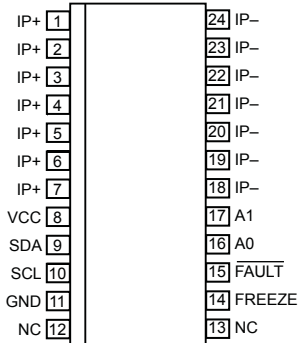 IP+ 1 24 IP–
IP+ 2 23 IP–
IP+ 3 22 IP–
IP+ 4 21 IP–
IP+ 5 20 IP–
IP+ 6 19 IP–
IP+ 7 18 IP–
VCC 8 17 A1
SDA 9 16 A0
SCL 10 15 FAULT
GND 11 14 FREEZE
NC 12 13 NC